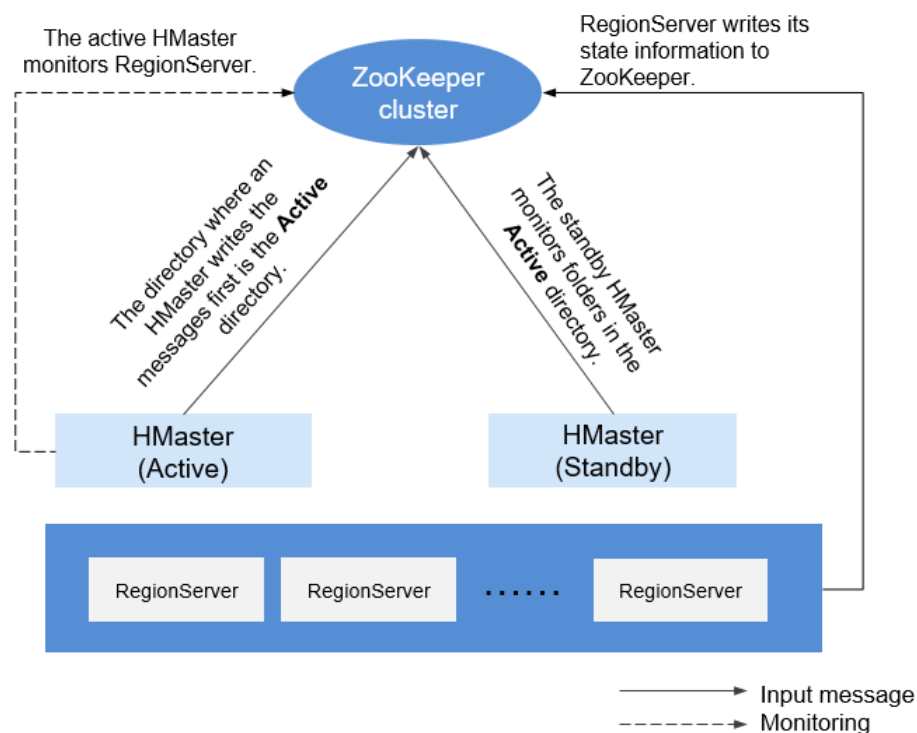 The active HMaster
monitors RegionServer.
RegionServer writes its
state information to
ZooKeeper.
ZooKeeper
cluster
The directory where an
HMaster writes the
messages first is the Active
directory.
The standby HMaster
monitors folders in the
Active directory.
HMaster
(Active)
HMaster
(Standby)
RegionServer
RegionServer
......
RegionServer
Input message
Monitoring